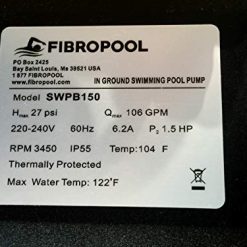 FIBROPOOL
PO Box 2425
Bay Saint Louis, Ms 39521 USA
1 877 FIBROPOOL
www.fibropool.com
IN GROUND SWIMMING POOL PUMP
Model SWPB150
Hmax 27 psi Qmax 106 GPM
220-240V 60Hz 6.2A P2 1.5 HP
RPM 3450 IP55 Temp:104 F
Thermally Protected
Max Water Temp: 122°F